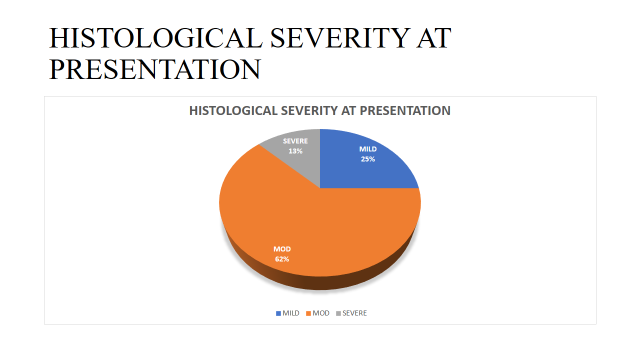 HISTOLOGICAL SEVERITY AT
PRESENTATION
HISTOLOGICAL SEVERITY AT PRESENTATION
SEVERE
13%
MILD
25%
MOD
62%
MILD MOD SEVERE